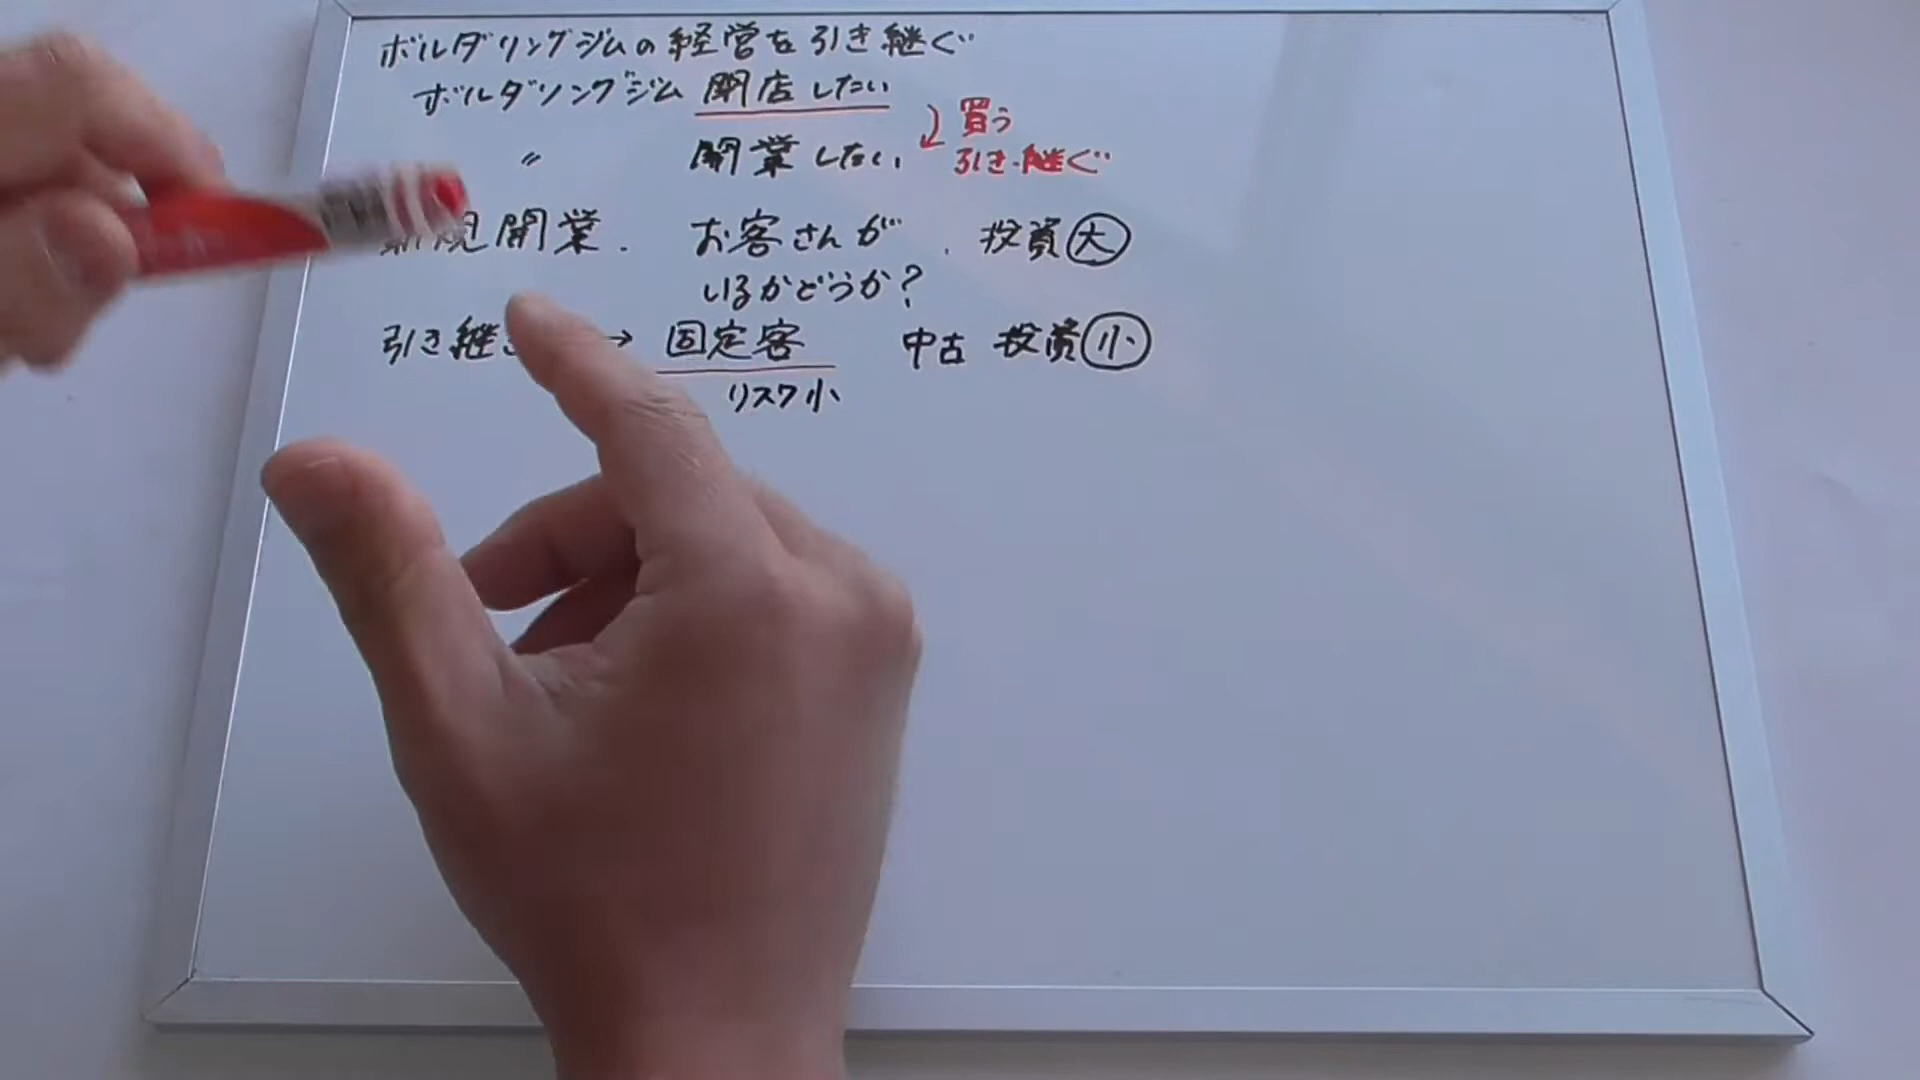 ボルダリングジムの経営を引き継ぐ
ボルダリングジム 閉店したい
買う
〃 開業したい 引き継ぐ
規開業. お客さんが . 投資 大
いるかどうか?
引き継 → 固定客 中古 投資 小
リスク小